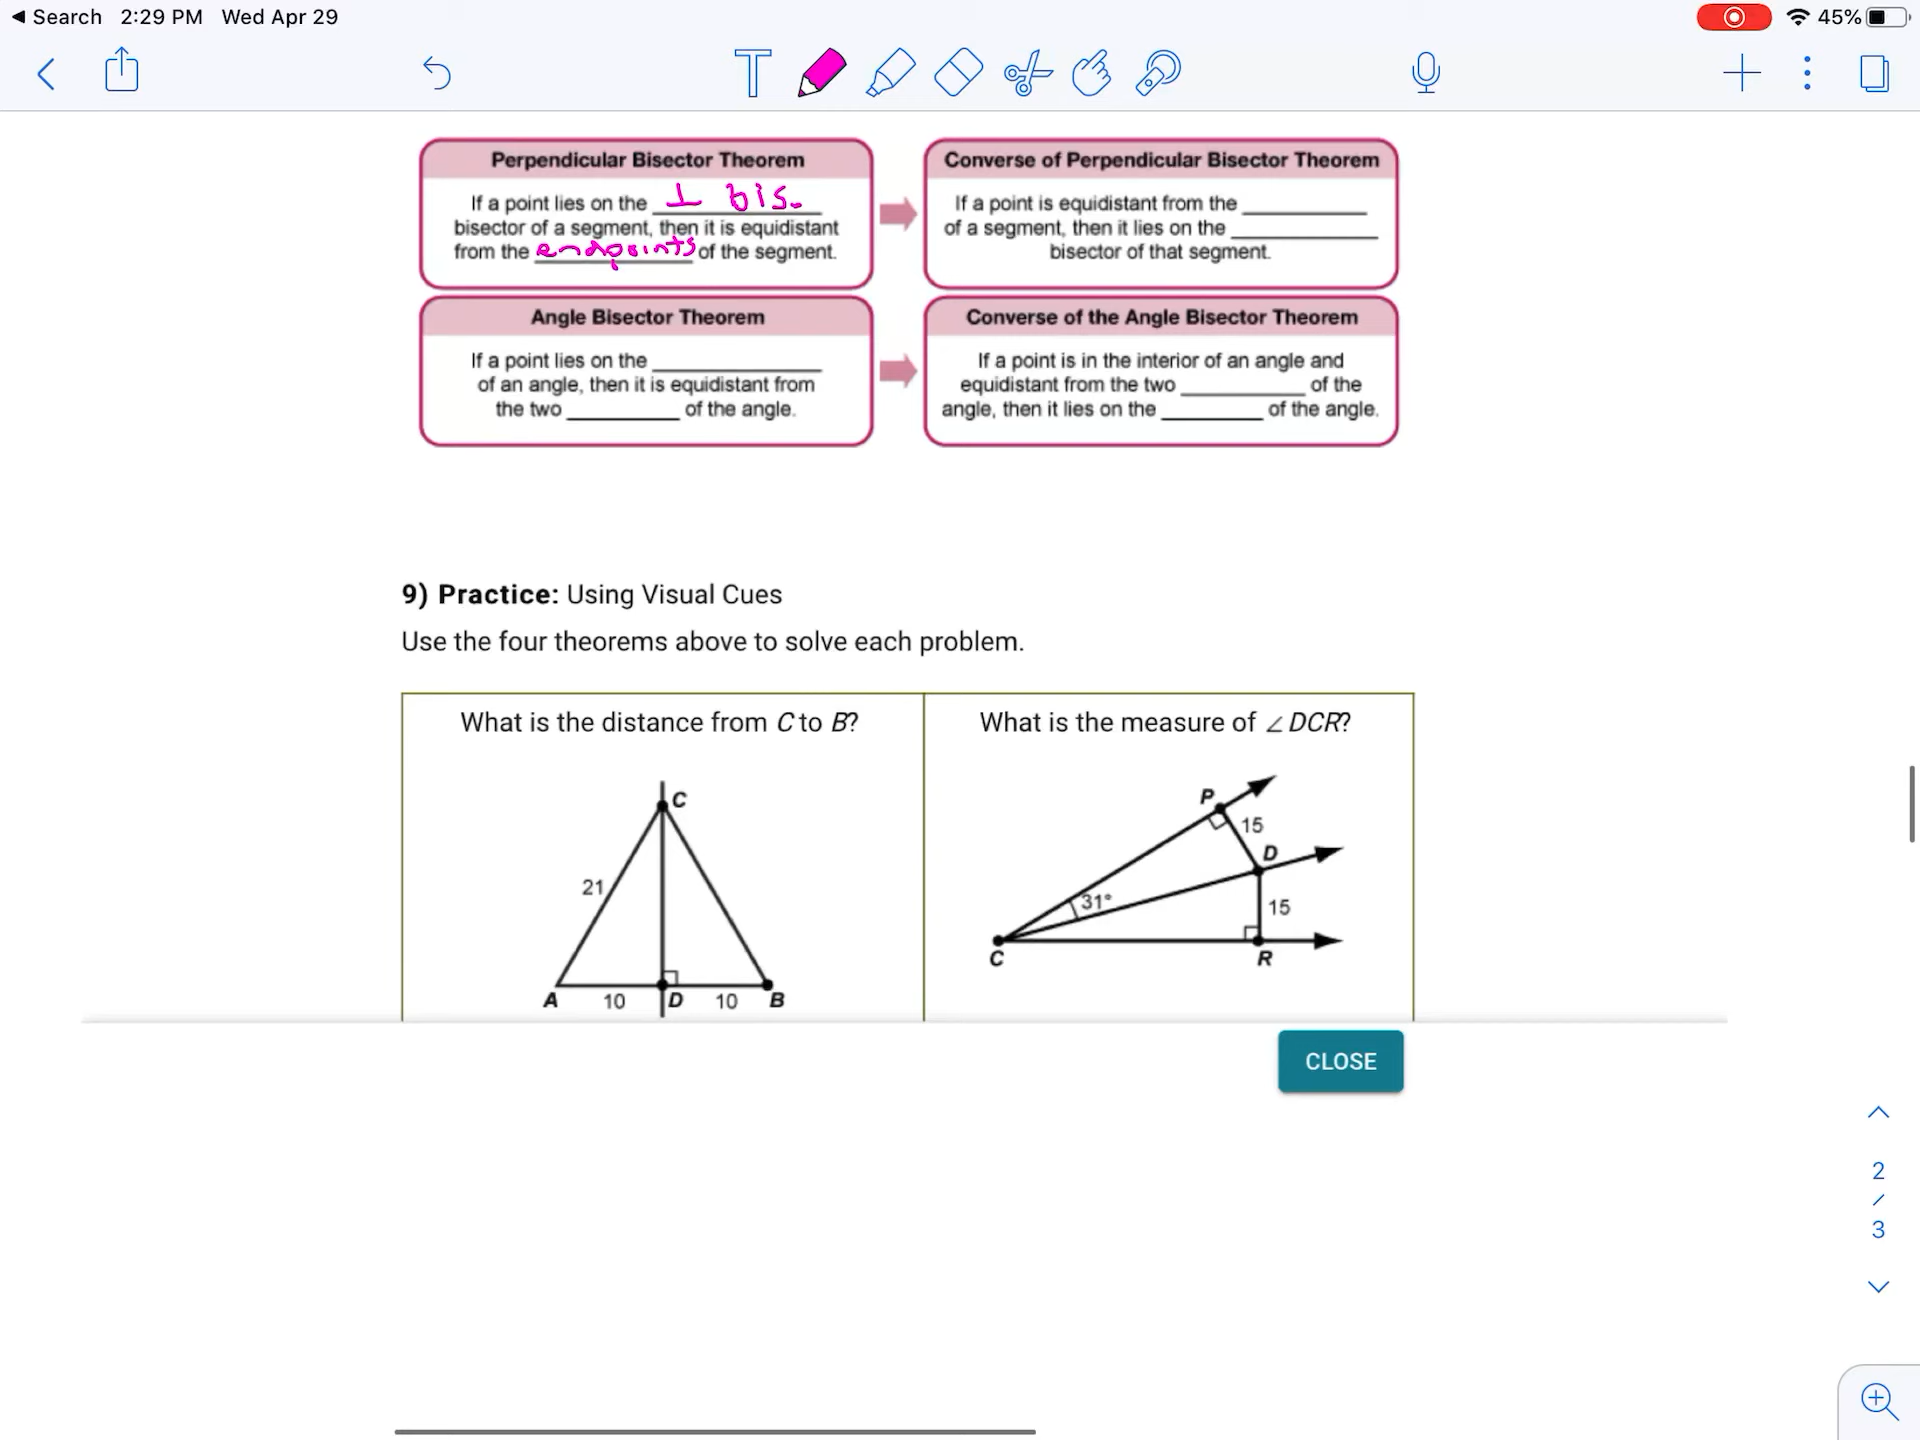 Search 2:29 PM Wed Apr 29 45%
T
Perpendicular Bisector Theorem
If a point lies on the ⊥ bis.
bisector of a segment, then it is equidistant
from the endpoints of the segment.
Converse of Perpendicular Bisector Theorem
If a point is equidistant from the ____________
of a segment, then it lies on the ____________
bisector of that segment.
Angle Bisector Theorem
If a point lies on the ____________
of an angle, then it is equidistant from
the two ____________ of the angle.
Converse of the Angle Bisector Theorem
If a point is in the interior of an angle and
equidistant from the two ____________ of the
angle, then it lies on the ____________ of the angle.
9) Practice: Using Visual Cues
Use the four theorems above to solve each problem.
What is the distance from C to B?
C
21
A 10 D 10 B
What is the measure of ∠DCR?
P
15
D
31°
15
C R
CLOSE
2
/
3